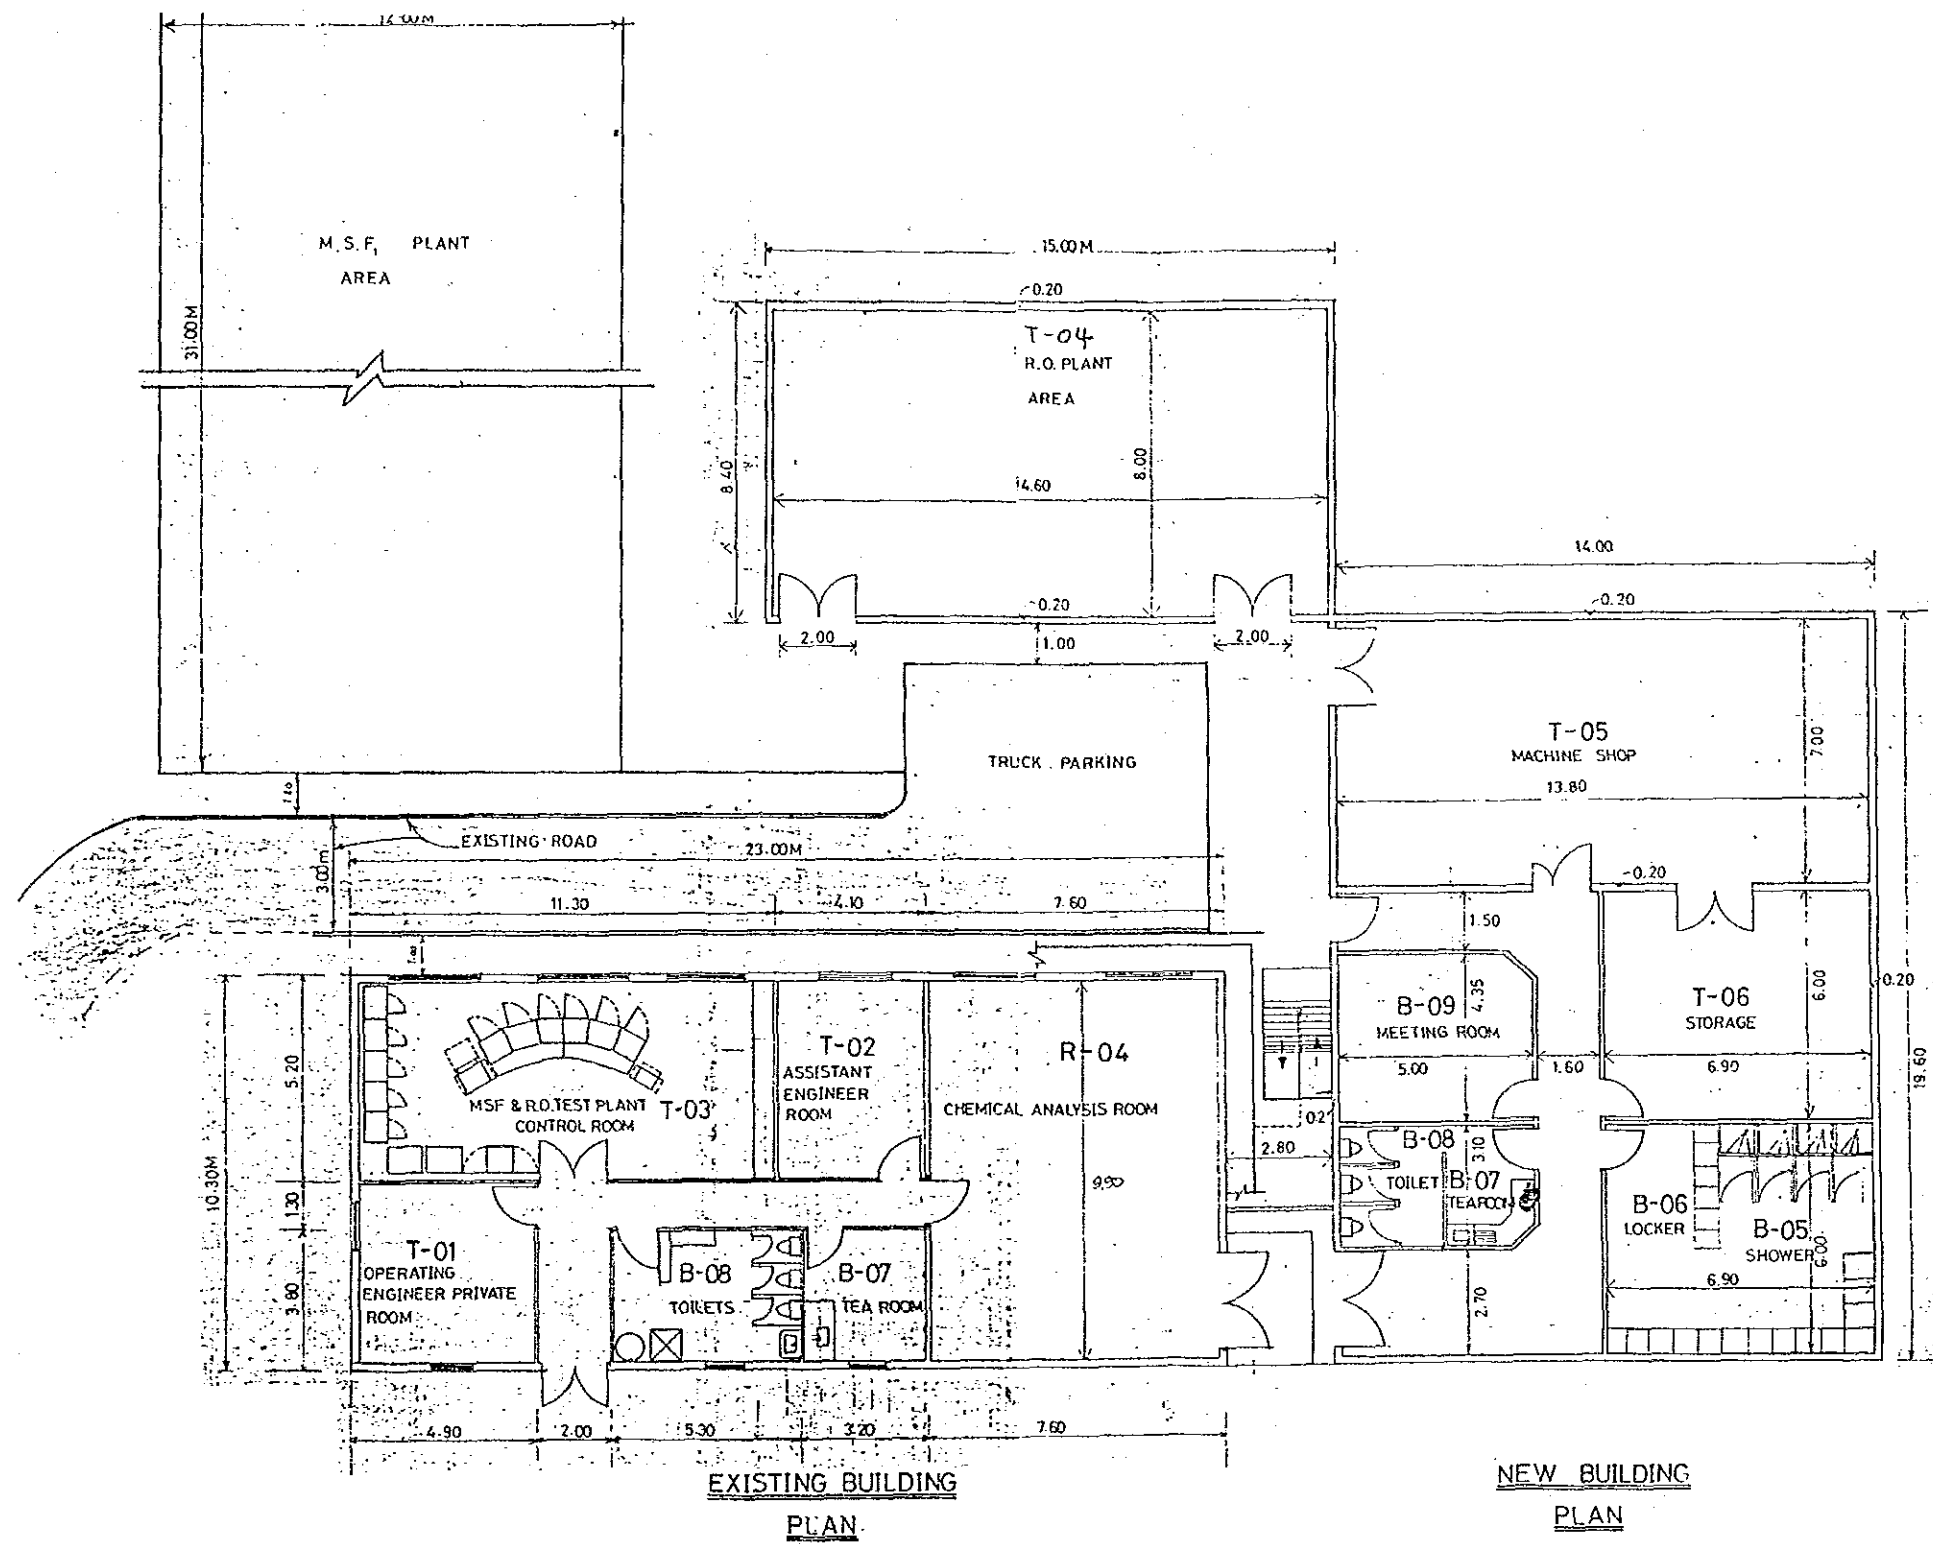 M.S.F, PLANT
AREA
31.00M
15.00M
0.20
T-04
R.O. PLANT
AREA
8.40
8.00
14.60
0.20
2.00
1.00
2.00
14.00
0.20
T-05
MACHINE SHOP
7.00
13.80
0.20
TRUCK PARKING
EXISTING ROAD
3.00m
23.00M
11.30
4.10
7.60
1.50
B-09
MEETING ROOM
4.35
5.00
1.60
T-06
STORAGE
6.00
6.90
0.20
19.60
10.30M
5.20
1.30
3.80
MSF & R.O. TEST PLANT
CONTROL ROOM
T-03
T-02
ASSISTANT
ENGINEER
ROOM
R-04
CHEMICAL ANALYSIS ROOM
9.90
2.80
B-08
TOILET
3.10
B-07
TEAROOM
B-06
LOCKER
B-05
SHOWER
6.00
6.90
2.70
T-01
OPERATING
ENGINEER PRIVATE
ROOM
B-08
TOILETS
B-07
TEA ROOM
4.90
2.00
5.30
3.20
7.60
EXISTING BUILDING
PLAN
NEW BUILDING
PLAN